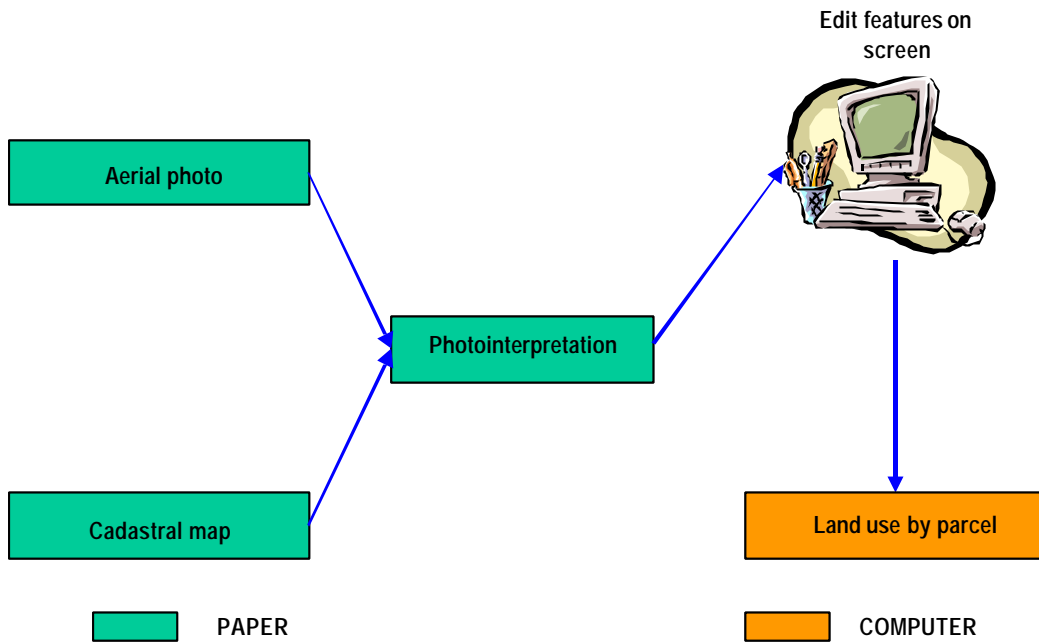 Edit features on
screen
Aerial photo
Photointerpretation
Cadastral map
Land use by parcel
PAPER
COMPUTER